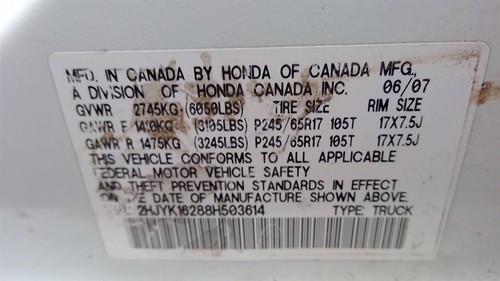 MFD. IN CANADA BY HONDA OF CANADA MFG.,
A DIVISION OF HONDA CANADA INC. 06/07
GVWR 2745KG (6050LBS) TIRE SIZE RIM SIZE
GAWR F 1410KG (3105LBS) P245/65R17 105T 17X7.5J
GAWR R 1475KG (3245LBS) P245/65R17 105T 17X7.5J
THIS VEHICLE CONFORMS TO ALL APPLICABLE
FEDERAL MOTOR VEHICLE SAFETY
AND THEFT PREVENTION STANDARDS IN EFFECT
ON THE DATE OF MANUFACTURE SHOWN ABOVE.
2HJYK16288H503614 TYPE: TRUCK